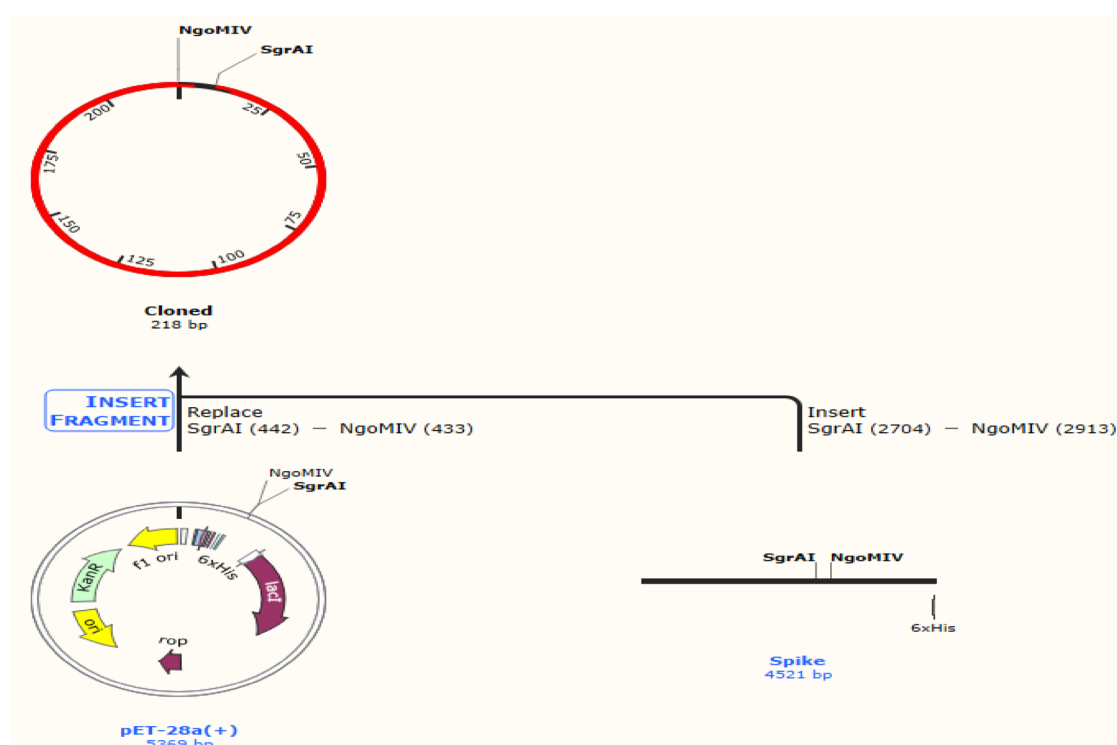 NgoMIV
SgrAI
200
25
175
50
150
75
125
100
Cloned
218 bp
INSERT
FRAGMENT
Replace
SgrAI (442) — NgoMIV (433)
Insert
SgrAI (2704) — NgoMIV (2913)
NgoMIV
SgrAI
f1 ori
6xHis
KanR
lacI
ori
rop
SgrAI NgoMIV
6xHis
Spike
4521 bp
pET-28a(+)
5369 bp